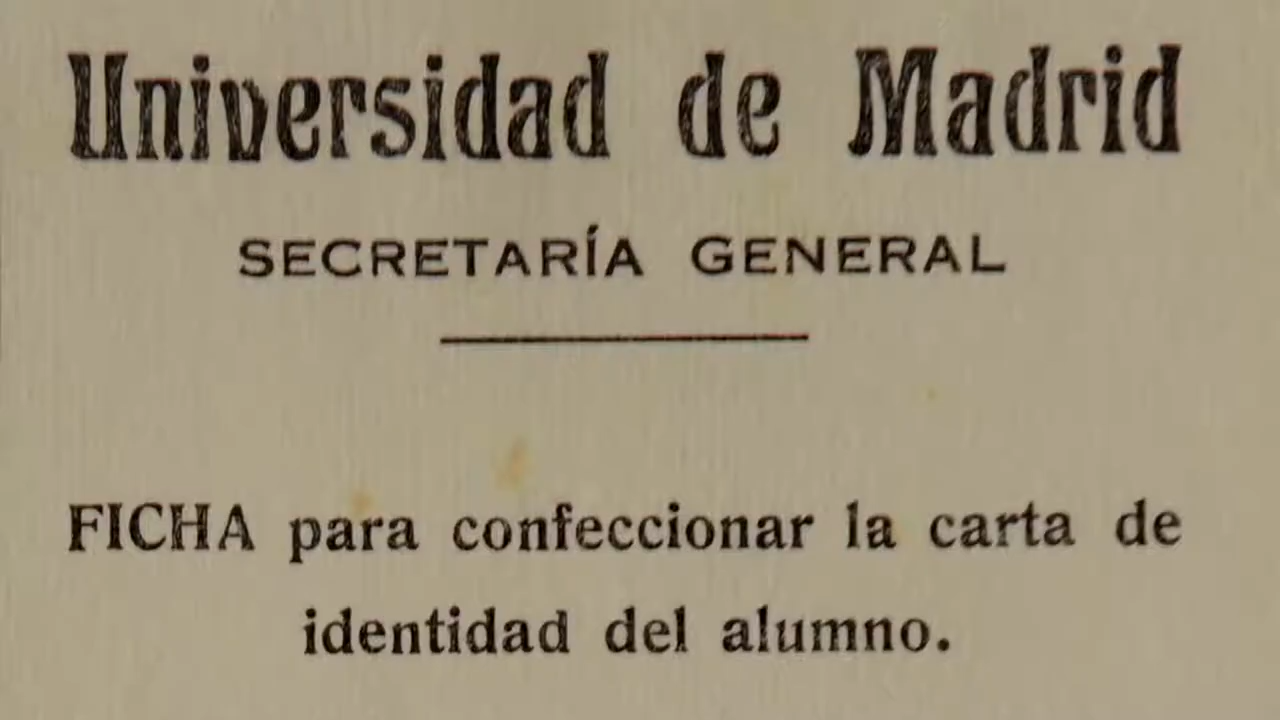 Universidad de Madrid
SECRETARÍA GENERAL
FICHA para confeccionar la carta de
identidad del alumno.